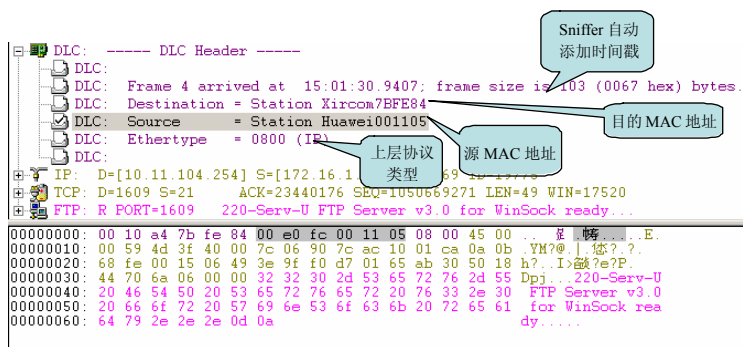 Sniffer 自动
添加时间戳
DLC: ----- DLC Header -----
DLC:
DLC: Frame 4 arrived at 15:01:30.9407; frame size is 103 (0067 hex) bytes.
DLC: Destination = Station Xircom7BFE84
目的 MAC 地址
DLC: Source = Station Huawei001105
DLC: Ethertype = 0800 (IP)
源 MAC 地址
DLC:
上层协议
类型
IP: D=[10.11.104.254] S=[172.16.1
TCP: D=1609 S=21 ACK=23440176 SEQ=1050669271 LEN=49 WIN=17520
FTP: R PORT=1609 220-Serv-U FTP Server v3.0 for WinSock ready...
00000000: 00 10 a4 7b fe 84 00 e0 fc 00 11 05 08 00 45 00
00000010: 00 59 4d 3f 40 00 7c 06 90 7c ac 10 01 ca 0a 0b
00000020: 68 fe 00 15 06 49 3e 9f f0 d7 01 65 ab 30 50 18
00000030: 44 70 6a 06 00 00 32 32 30 2d 53 65 72 76 2d 55 Dpj...220-Serv-U
00000040: 20 46 54 50 20 53 65 72 76 65 72 20 76 33 2e 30 FTP Server v3.0
00000050: 20 66 6f 72 20 57 69 6e 53 6f 63 6b 20 72 65 61 for WinSock rea
00000060: 64 79 2e 2e 2e 0d 0a dy.....